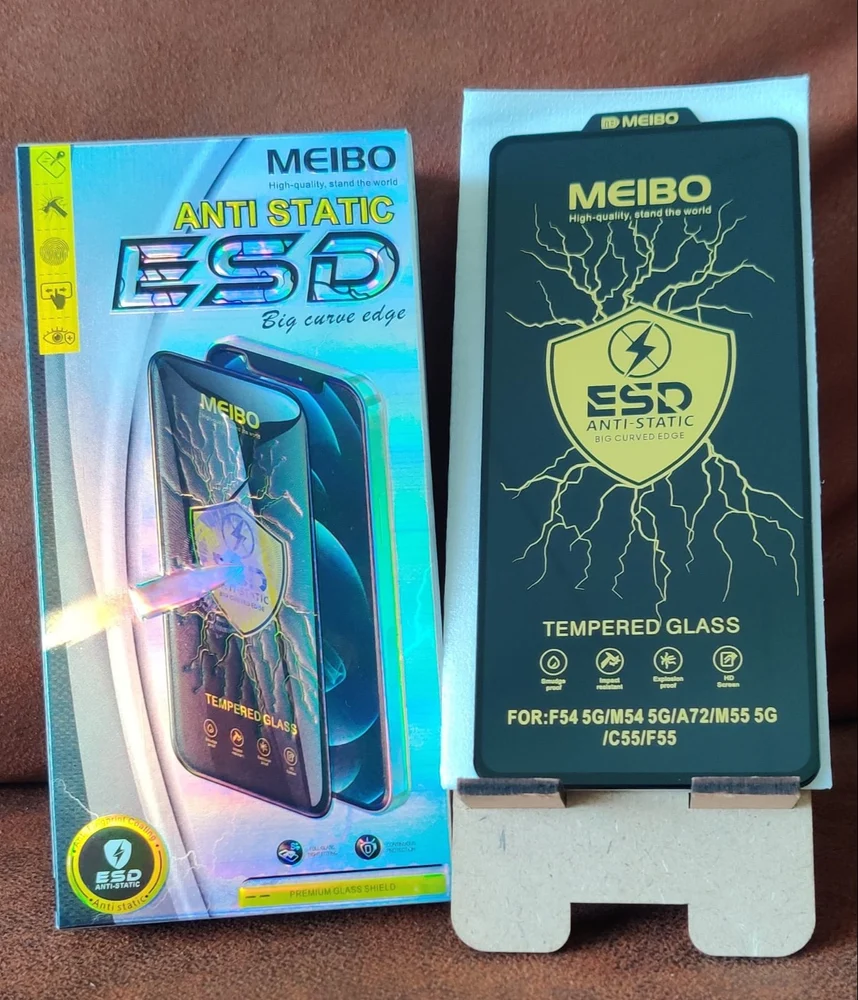 MEIBO
High-quality, stand the world
ANTI STATIC
ESD
Big curve edge
MEIBO
TEMPERED GLASS
ESD
ANTI-STATIC
Anti static
PREMIUM GLASS SHIELD
MEIBO
MEIBO
High-quality, stand the world
ESD
ANTI-STATIC
BIG CURVED EDGE
TEMPERED GLASS
Smudge proof
Impact resistant
Explosion proof
HD Screen
FOR:F54 5G/M54 5G/A72/M55 5G
/C55/F55